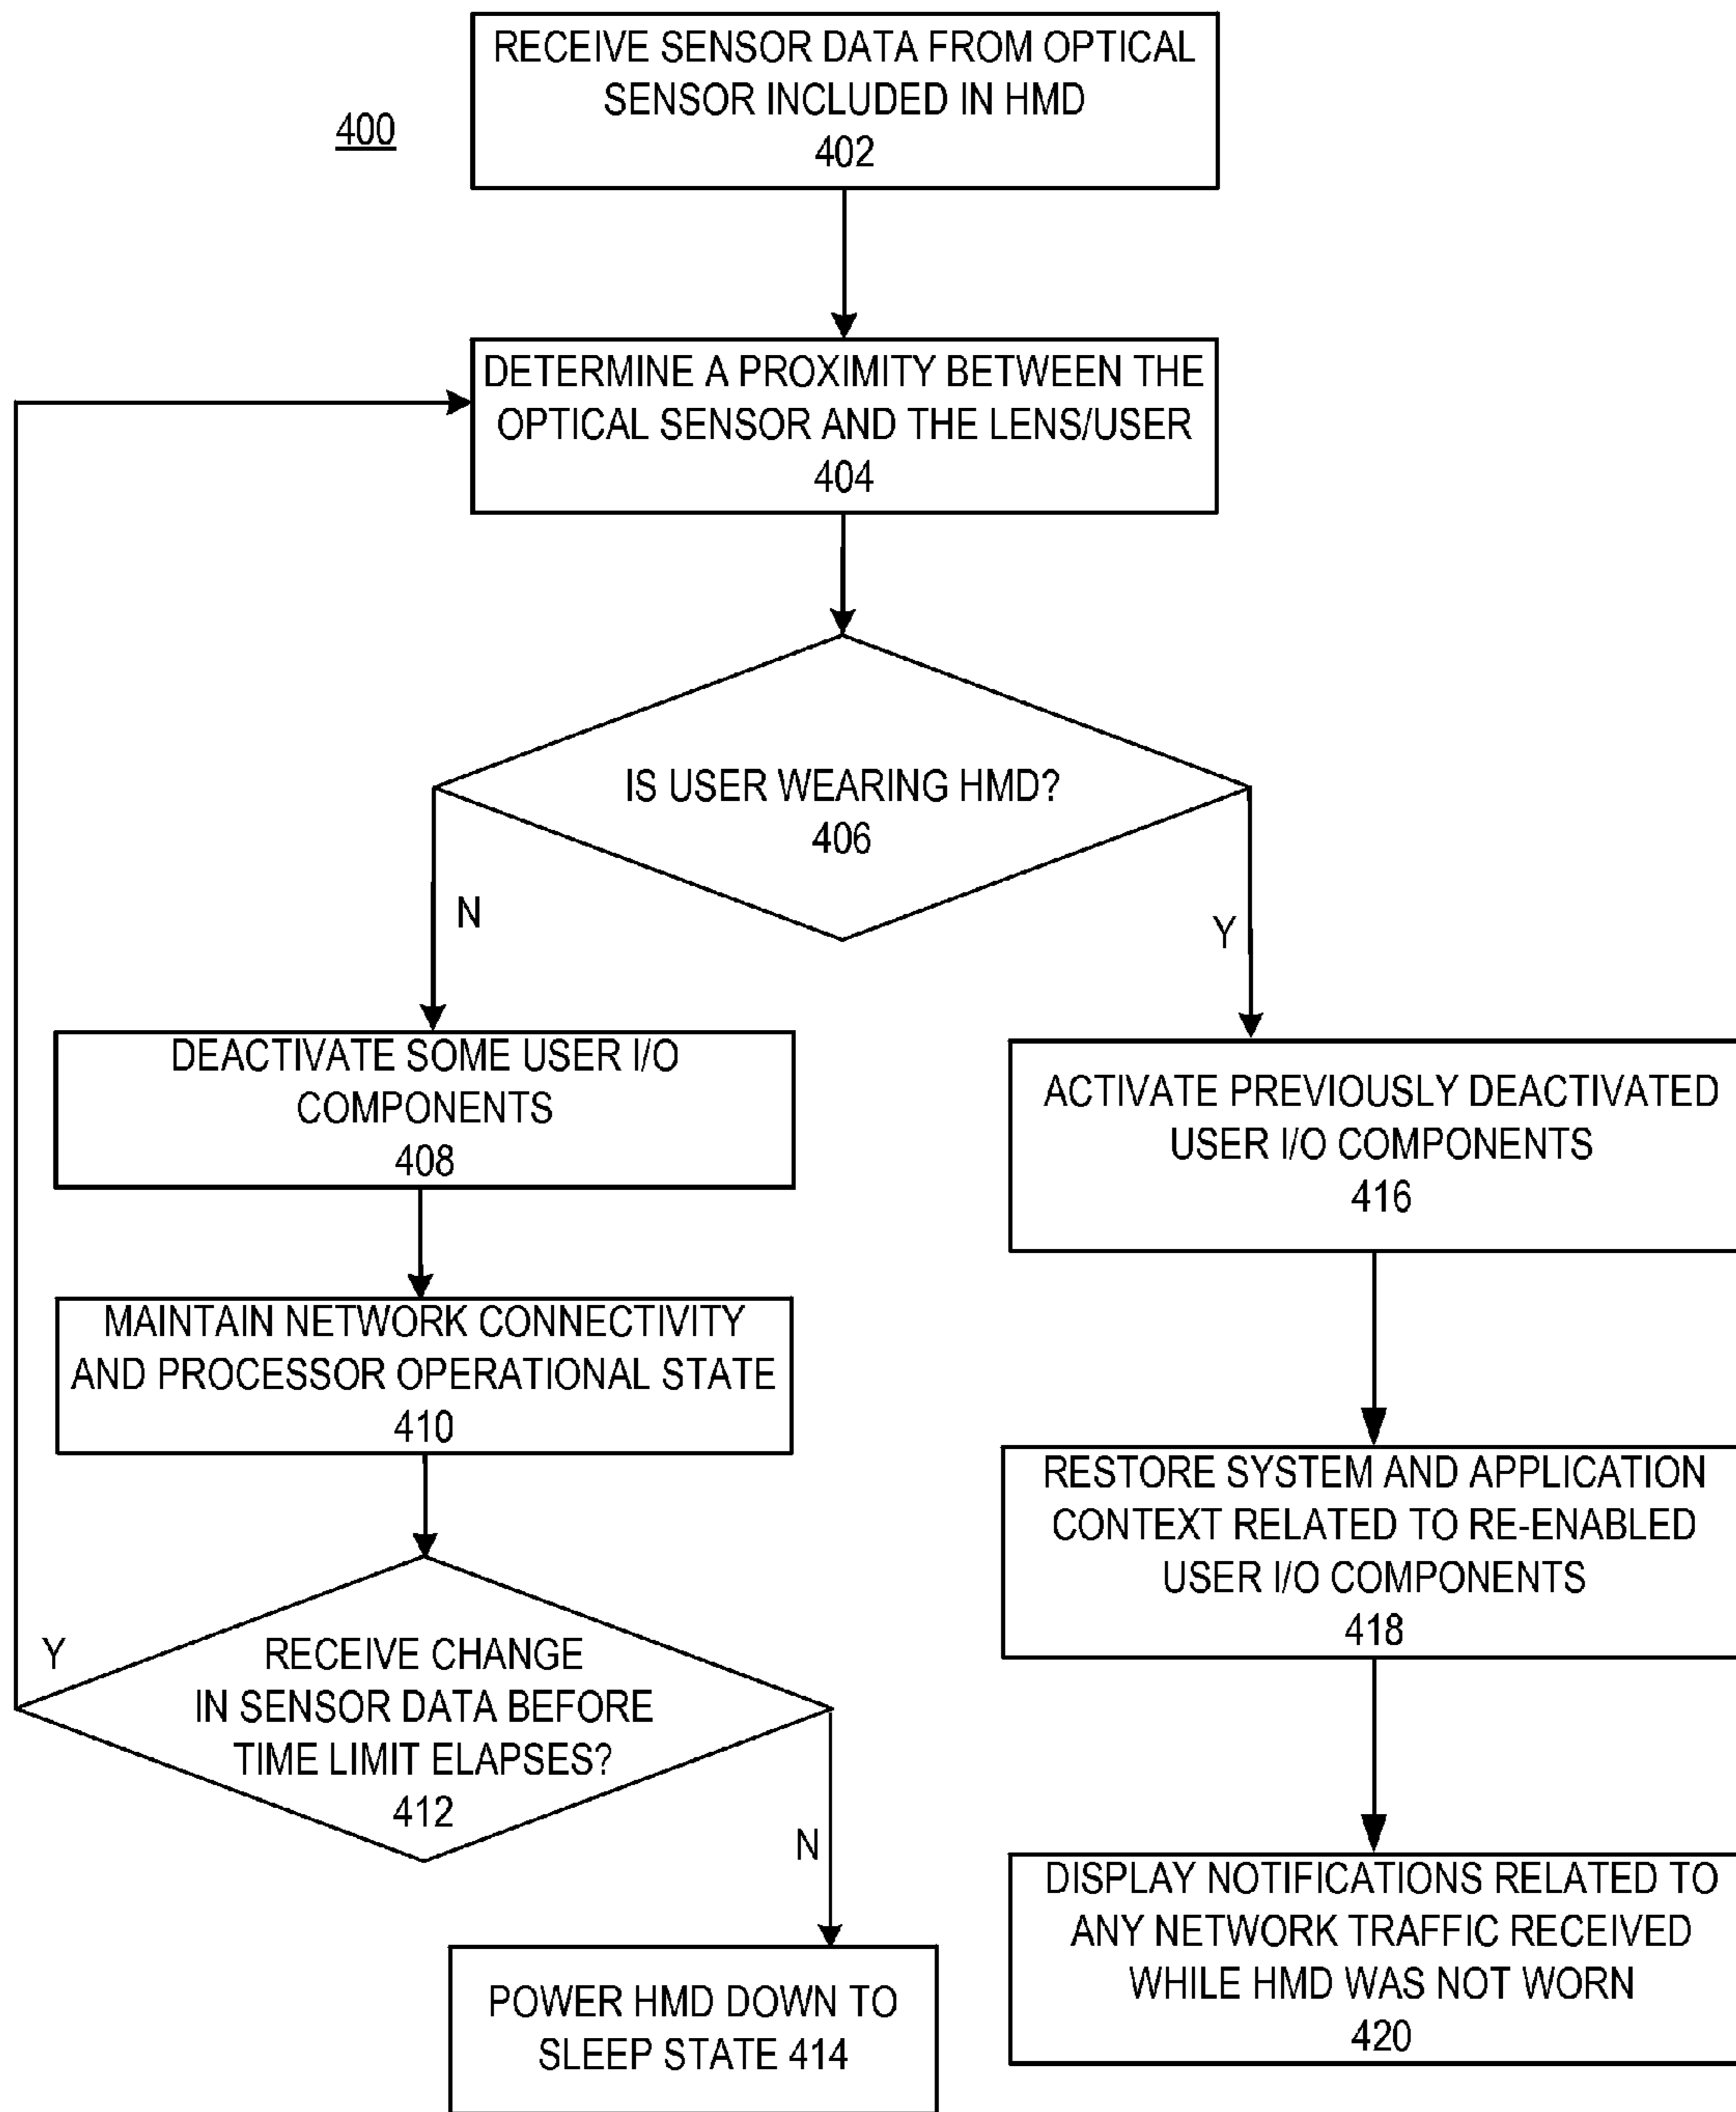 RECEIVE SENSOR DATA FROM OPTICAL
SENSOR INCLUDED IN HMD
402
400
DETERMINE A PROXIMITY BETWEEN THE
OPTICAL SENSOR AND THE LENS/USER
404
IS USER WEARING HMD?
406
N
Y
DEACTIVATE SOME USER I/O
COMPONENTS
408
ACTIVATE PREVIOUSLY DEACTIVATED
USER I/O COMPONENTS
416
MAINTAIN NETWORK CONNECTIVITY
AND PROCESSOR OPERATIONAL STATE
410
RESTORE SYSTEM AND APPLICATION
CONTEXT RELATED TO RE-ENABLED
USER I/O COMPONENTS
418
Y
RECEIVE CHANGE
IN SENSOR DATA BEFORE
TIME LIMIT ELAPSES?
412
N
DISPLAY NOTIFICATIONS RELATED TO
ANY NETWORK TRAFFIC RECEIVED
WHILE HMD WAS NOT WORN
420
POWER HMD DOWN TO
SLEEP STATE 414